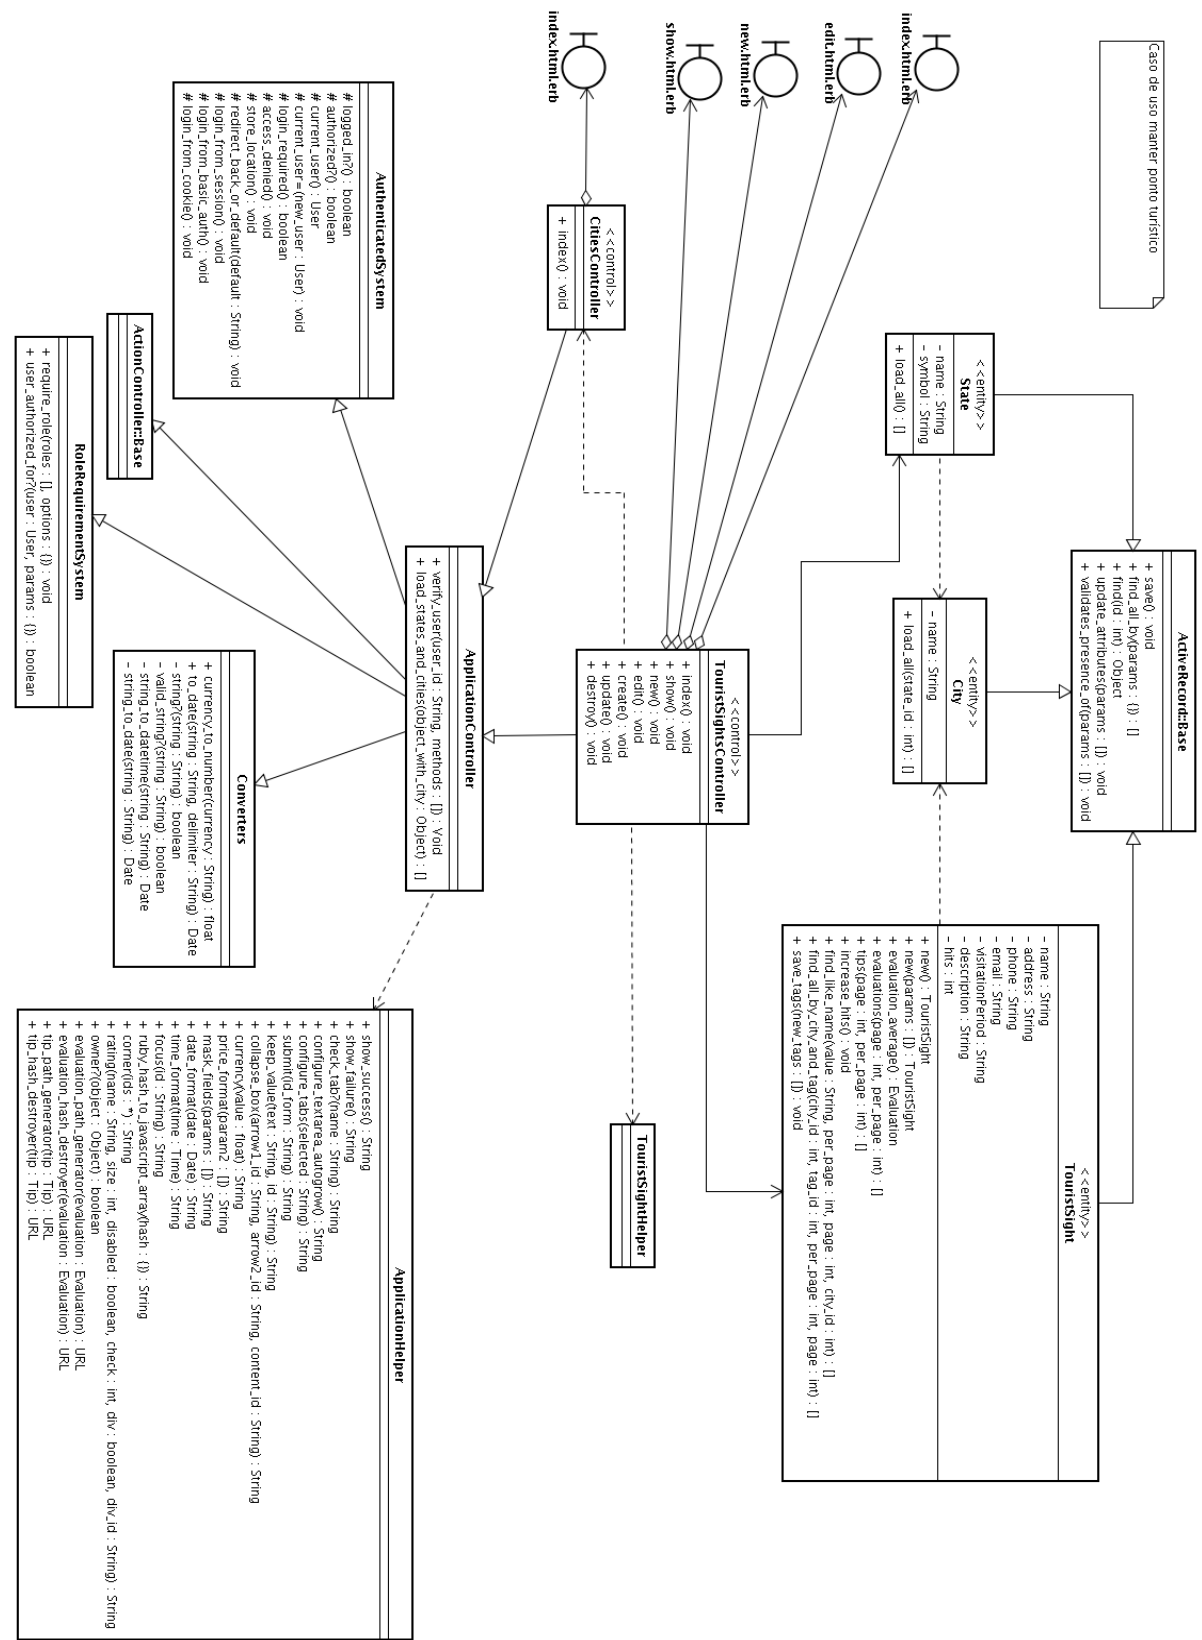 Caso de uso manter ponto turístico
ActiveRecord::Base
+ save() : void
+ find_all_by(params : {}) : []
+ find(id : int) : Object
+ update_attributes(params : []) : void
+ validates_presence_of(params : []) : void
<<entity>>
State
- name : String
- symbol : String
+ load_all() : []
<<entity>>
City
- name : String
+ load_all(state_id : int) : []
<<entity>>
TouristSight
- name : String
- address : String
- phone : String
- email : String
- visitationPeriod : String
- description : String
- hits : int
+ new() : TouristSight
+ new(params : []) : TouristSight
+ evaluation_average() : Evaluation
+ evaluations(page : int, per_page : int) : []
+ tips(page : int, per_page : int) : []
+ increase_hits() : void
+ find_like_name(value : String, per_page : int, page : int, city_id : int) : []
+ find_all_by_city_and_tag(city_id : int, tag_id : int, per_page : int, page : int) : []
+ save_tags(new_tags : []) : void
index.html.erb
edit.html.erb
new.html.erb
show.html.erb
index.html.erb
<<control>>
CitiesController
+ index() : void
<<control>>
TouristSightsController
+ index() : void
+ show() : void
+ new() : void
+ edit() : void
+ create() : void
+ update() : void
+ destroy() : void
TouristSightHelper
ApplicationController
+ verify_user(user_id : String, methods : []) : Void
+ load_states_and_cities(object_with_city : Object) : []
AuthenticatedSystem
# logged_in?() : boolean
# authorized?() : boolean
# current_user() : User
# current_user=(new_user : User) : void
# login_required() : boolean
# access_denied() : void
# store_location() : void
# redirect_back_or_default(default : String) : void
# login_from_session() : void
# login_from_basic_auth() : void
# login_from_cookie() : void
ActionController::Base
RoleRequirementSystem
+ require_role(roles : [], options : {}) : void
+ user_authorized_for?(user : User, params : {}) : boolean
Converters
+ currency_to_number(currency : String) : float
+ to_date(string : String, delimiter : String) : Date
- string?(string : String) : boolean
- valid_string?(string : String) : boolean
- string_to_datetime(string : String) : Date
- string_to_date(string : String) : Date
ApplicationHelper
+ show_success() : String
+ show_failure() : String
+ check_tab?(name : String) : String
+ configure_textarea_autogrow() : String
+ configure_tabs(selected : String) : String
+ submit(id_form : String) : String
+ keep_value(text : String, id : String) : String
+ collapse_box(arrow1_id : String, arrow2_id : String, content_id : String) : String
+ currency(value : float) : String
+ price_format(param2 : []) : String
+ mask_fields(params : []) : String
+ date_format(date : Date) : String
+ time_format(time : Time) : String
+ focus(id : String) : String
+ ruby_hash_to_javascript_array(hash : {}) : String
+ corner(ids : *) : String
+ rating(name : String, size : int, disabled : boolean, check : int, div : boolean, div_id : String) : String
+ owner?(object : Object) : boolean
+ evaluation_path_generator(evaluation : Evaluation) : URL
+ evaluation_hash_destroyer(evaluation : Evaluation) : URL
+ tip_path_generator(tip : Tip) : URL
+ tip_hash_destroyer(tip : Tip) : URL